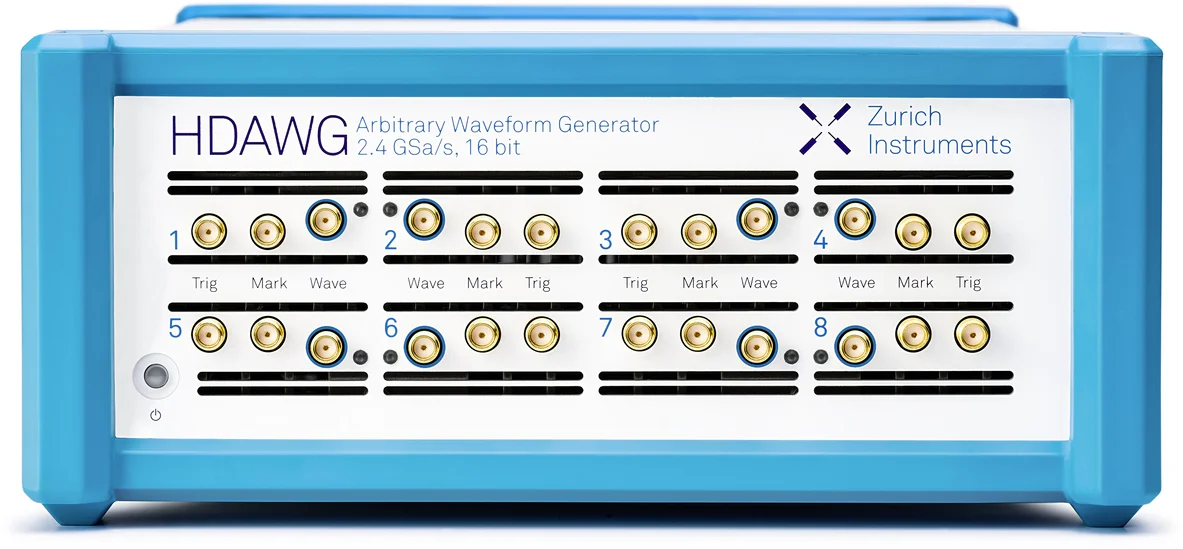 HDAWG Arbitrary Waveform Generator
2.4 GSa/s, 16 bit
Zurich
Instruments
1 2 3 4
Trig Mark Wave Wave Mark Trig Trig Mark Wave Wave Mark Trig
5 6 7 8